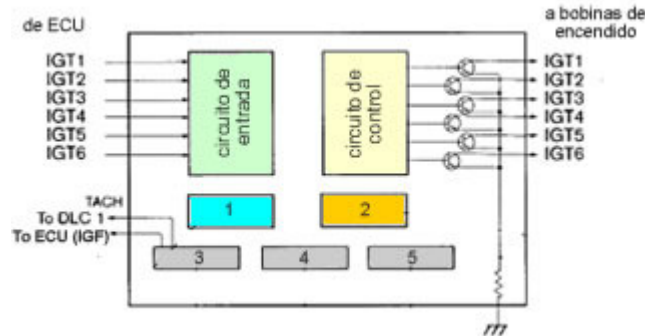 de ECU
a bobinas de
encendido
IGT1
IGT2
IGT3
IGT4
IGT5
IGT6
circuito de
entrada
circuito de
control
IGT1
IGT2
IGT3
IGT4
IGT5
IGT6
TACH
To DLC 1
To ECU (IGF)
1
2
3
4
5